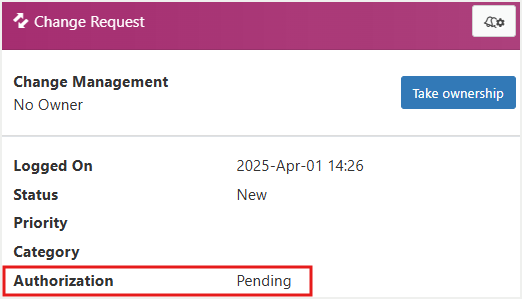 Change Request
Change Management
No Owner
Take ownership
Logged On 2025-Apr-01 14:26
Status New
Priority
Category
Authorization Pending